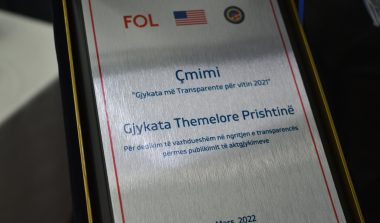 FOL
Çmimi
"Gjykata më Transparente për vitin 2021"
Gjykata Themelore Prishtinë
Për dedikim të vazhdueshëm në ngritjen e transparencës
përmes publikimit të aktgjykimeve
Mars, 2022